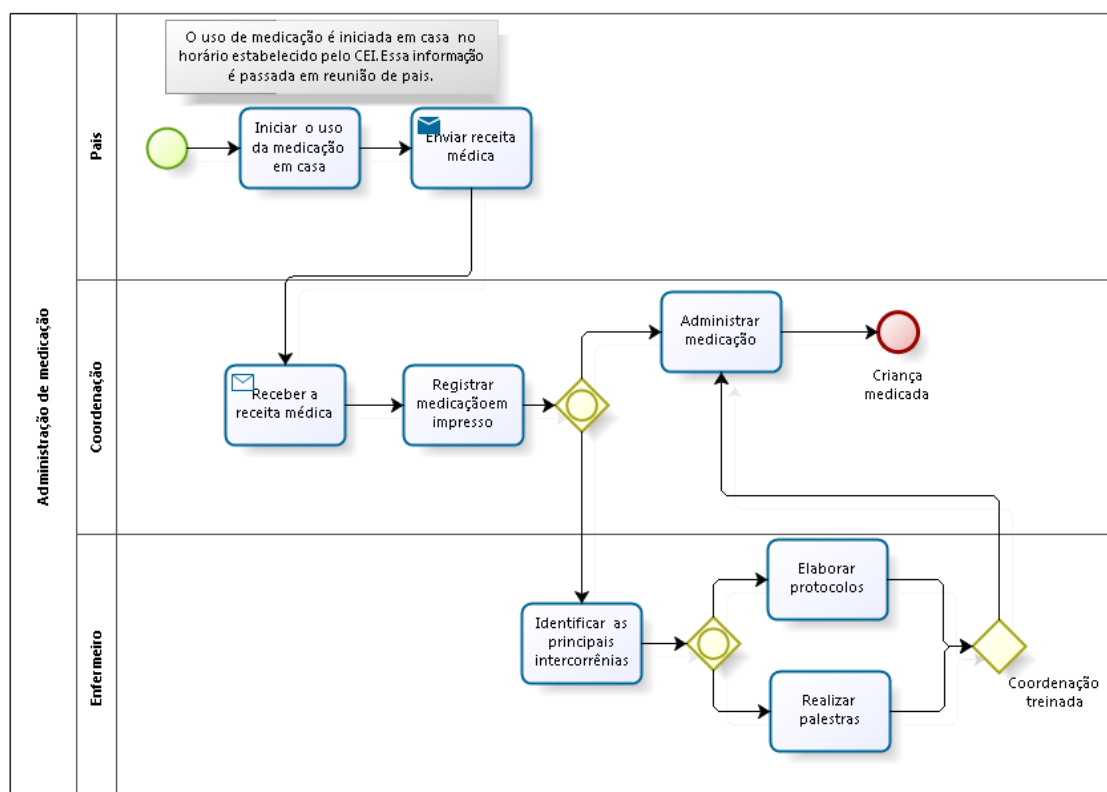 Administração de medicação
Pais
O uso de medicação é iniciada em casa no
horário estabelecido pelo CEI.Essa informação
é passada em reunião de pais.
Iniciar o uso
da medicação
em casa
Enviar receita
médica
Coordenação
Receber a
receita médica
Registrar
medicaçãoem
impresso
Administrar
medicação
Criança
medicada
Enfermeiro
Identificar as
principais
intercorrênias
Elaborar
protocolos
Realizar
palestras
Coordenação
treinada